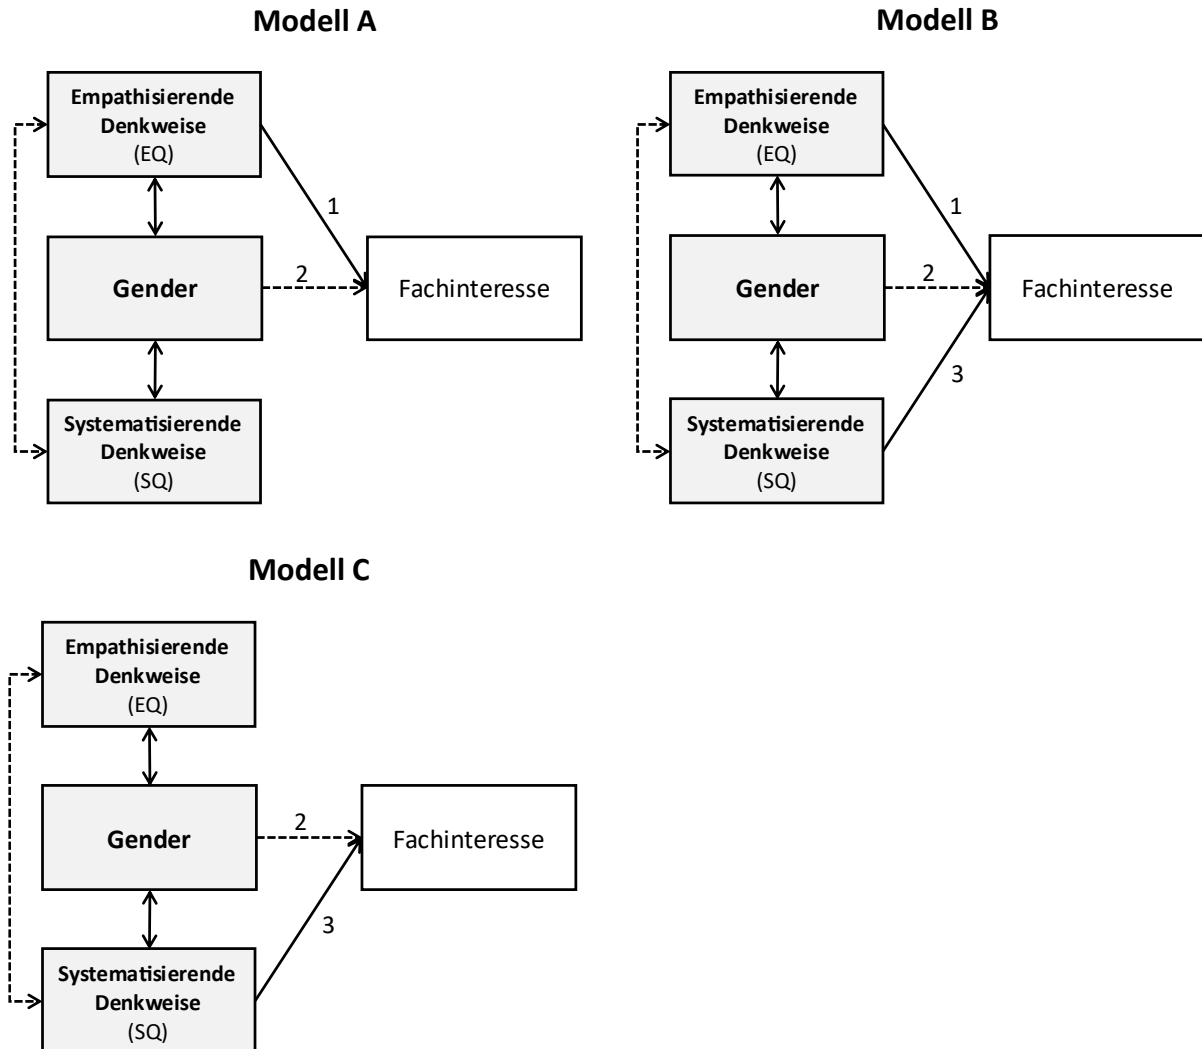 Modell A
Empathisierende
Denkweise
(EQ)
1
Gender
2
Fachinteresse
Systematisierende
Denkweise
(SQ)
Modell B
Empathisierende
Denkweise
(EQ)
1
Gender
2
Fachinteresse
3
Systematisierende
Denkweise
(SQ)
Modell C
Empathisierende
Denkweise
(EQ)
Gender
2
Fachinteresse
3
Systematisierende
Denkweise
(SQ)